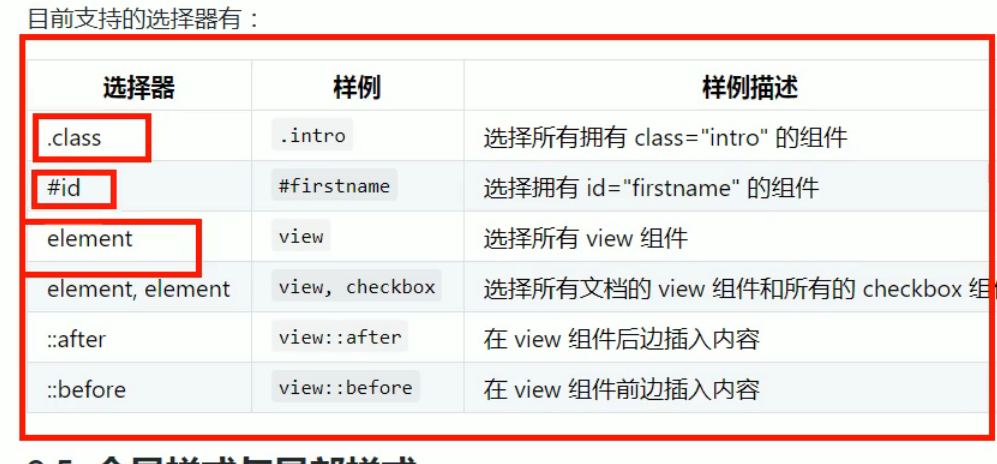 目前支持的选择器有：
选择器 样例 样例描述
.class .intro 选择所有拥有 class="intro" 的组件
#id #firstname 选择拥有 id="firstname" 的组件
element view 选择所有 view 组件
element, element view, checkbox 选择所有文档的 view 组件和所有的 checkbox 组
::after view::after 在 view 组件后边插入内容
::before view::before 在 view 组件前边插入内容